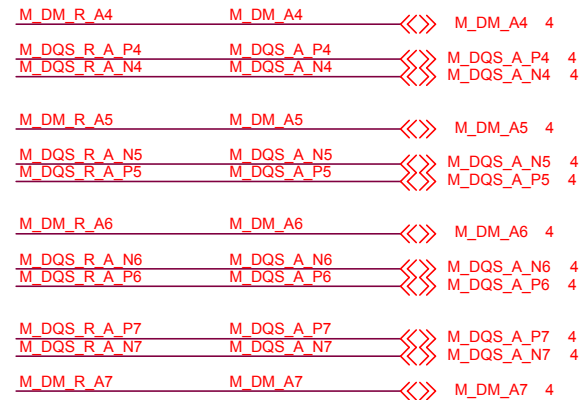 M_DM_R_A4 M_DM_A4 M_DM_A4 4
M_DQS_R_A_P4 M_DQS_A_P4 M_DQS_A_P4 4
M_DQS_R_A_N4 M_DQS_A_N4 M_DQS_A_N4 4
M_DM_R_A5 M_DM_A5 M_DM_A5 4
M_DQS_R_A_N5 M_DQS_A_N5 M_DQS_A_N5 4
M_DQS_R_A_P5 M_DQS_A_P5 M_DQS_A_P5 4
M_DM_R_A6 M_DM_A6 M_DM_A6 4
M_DQS_R_A_N6 M_DQS_A_N6 M_DQS_A_N6 4
M_DQS_R_A_P6 M_DQS_A_P6 M_DQS_A_P6 4
M_DQS_R_A_P7 M_DQS_A_P7 M_DQS_A_P7 4
M_DQS_R_A_N7 M_DQS_A_N7 M_DQS_A_N7 4
M_DM_R_A7 M_DM_A7 M_DM_A7 4